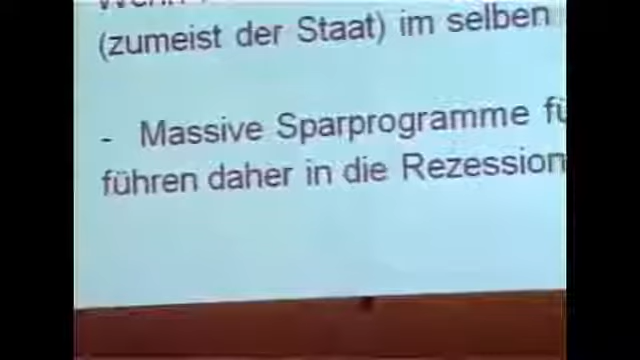 (zumeist der Staat) im selben
- Massive Sparprogramme
führen daher in die Rezession